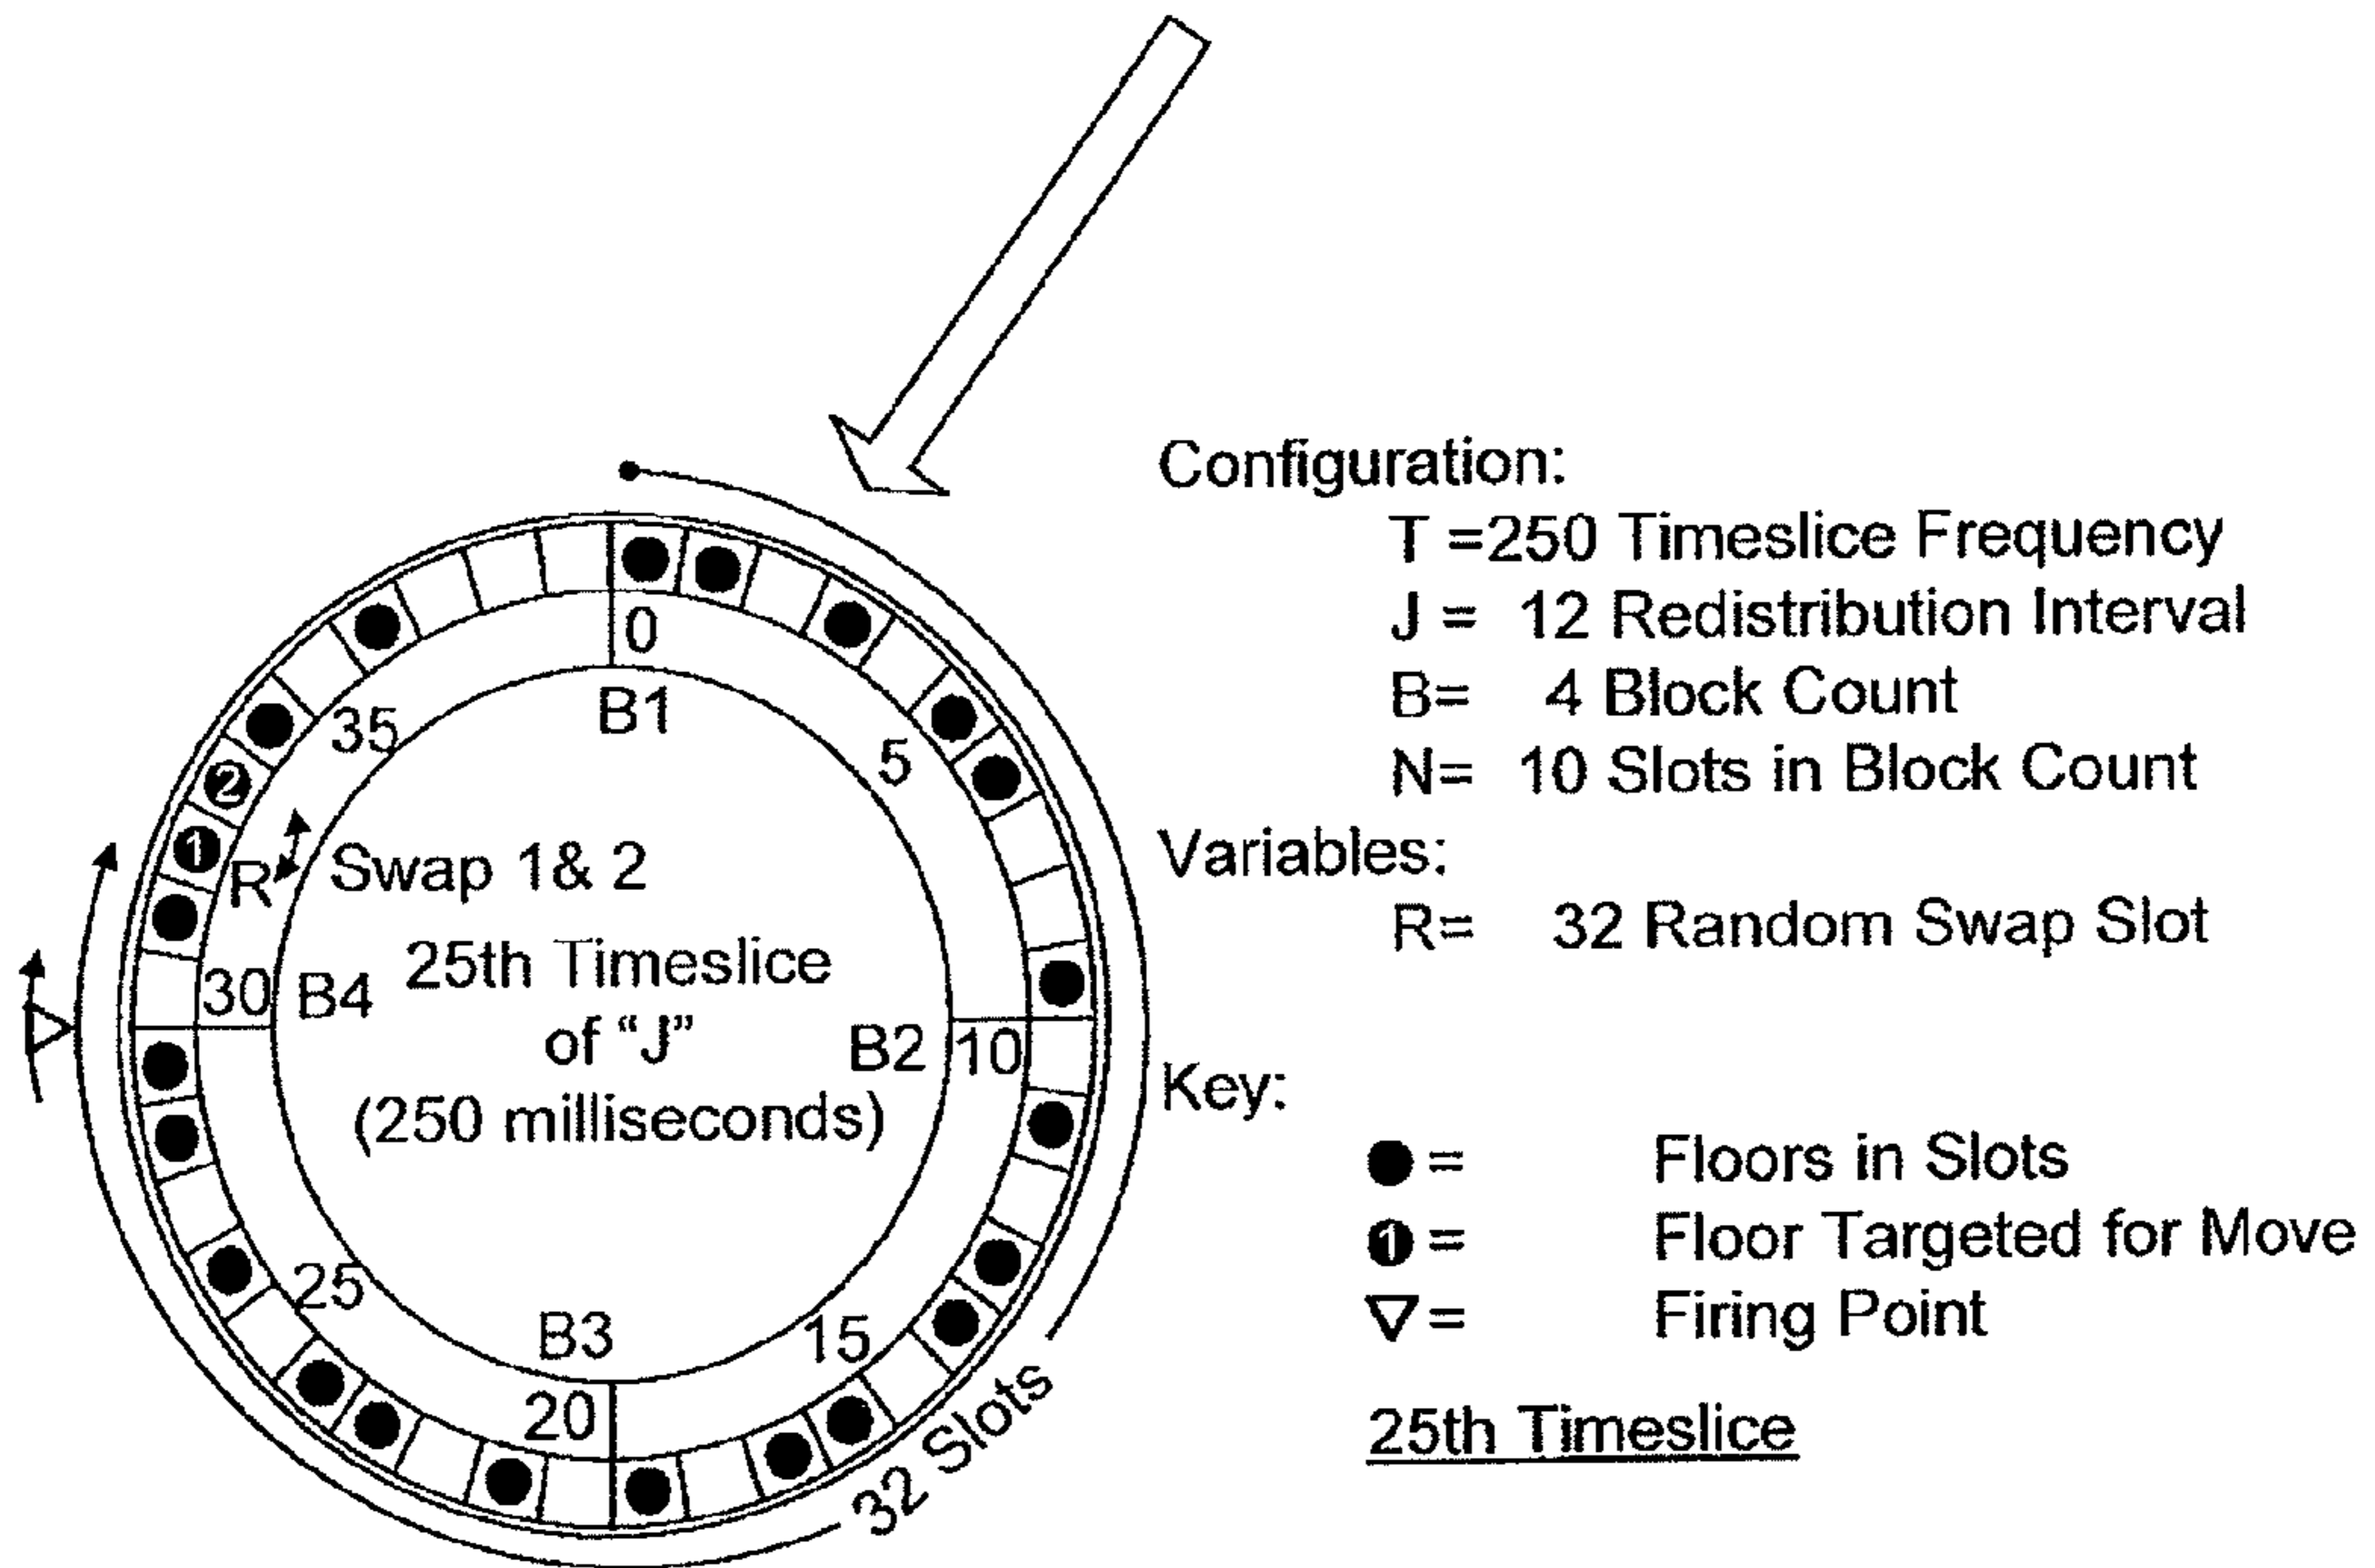 Configuration:
T =250 Timeslice Frequency
J = 12 Redistribution Interval
B= 4 Block Count
N= 10 Slots in Block Count
Variables:
R= 32 Random Swap Slot
Key:
●= Floors in Slots
1= Floor Targeted for Move
▽= Firing Point
25th Timeslice
0
B1
5
35
2
1
R
Swap 1& 2
25th Timeslice
of “J”
(250 milliseconds)
30
B4
B2
10
25
B3
15
20
32 Slots